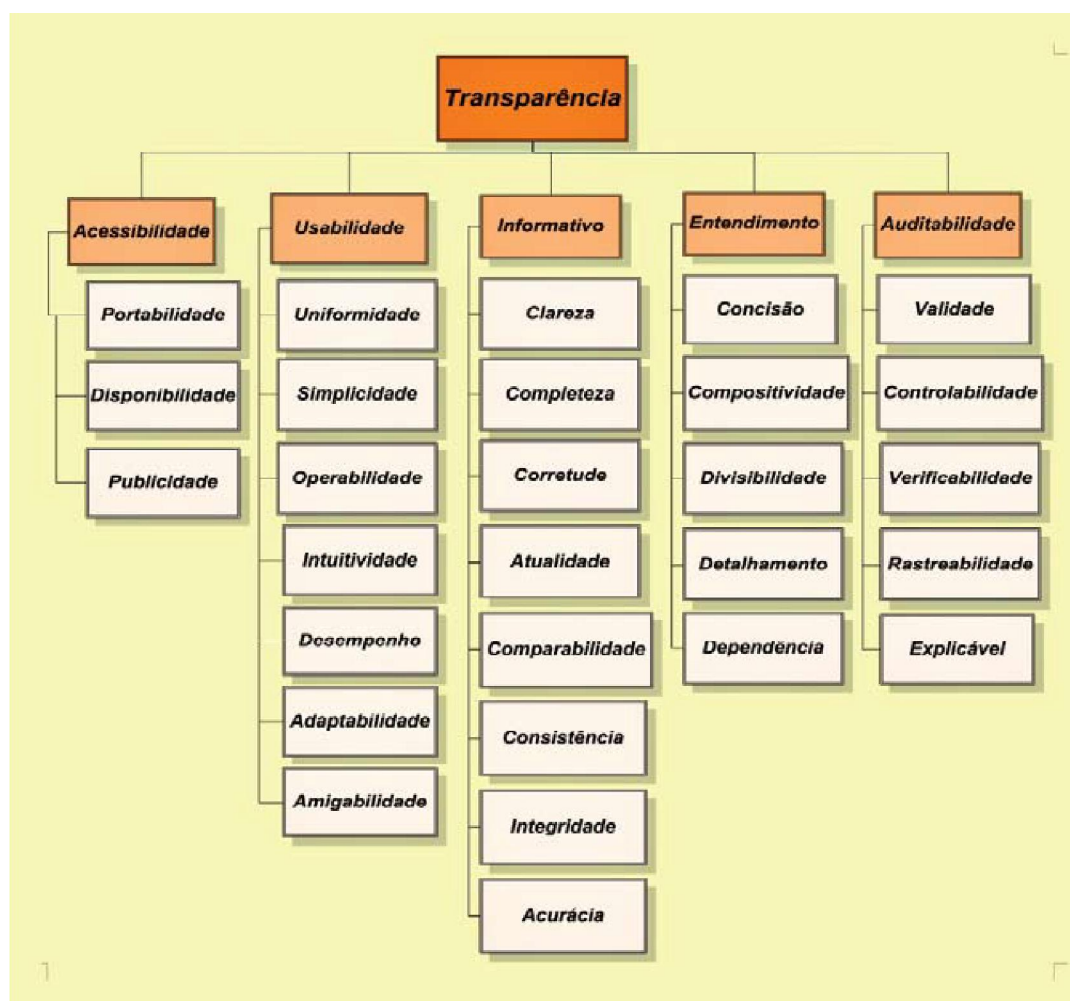 Transparência
Acessibilidade
Portabilidade
Disponibilidade
Publicidade
Usabilidade
Uniformidade
Simplicidade
Operabilidade
Intuitividade
Desempenho
Adaptabilidade
Amigabilidade
Informativo
Clareza
Completeza
Corretude
Atualidade
Comparabilidade
Consistência
Integridade
Acurácia
Entendimento
Concisão
Compositividade
Divisibilidade
Detalhamento
Dependência
Auditabilidade
Validade
Controlabilidade
Verificabilidade
Rastreabilidade
Explicável